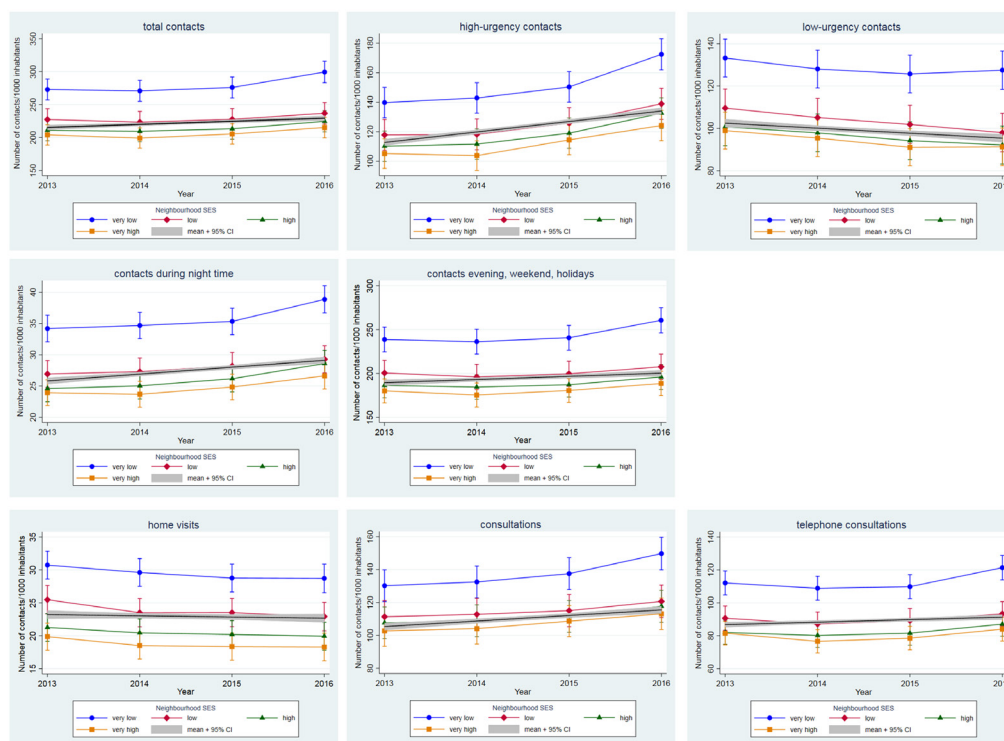 total contacts
Number of contacts/1000 inhabitants
350
300
250
200
150
2013 2014 2015 2016
Year
Neighbourhood SES
very low low high
very high mean + 95% CI
high-urgency contacts
Number of contacts/1000 inhabitants
180
160
140
120
100
2013 2014 2015 2016
Year
Neighbourhood SES
very low low high
very high mean + 95% CI
low-urgency contacts
Number of contacts/1000 inhabitants
140
120
100
80
2013 2014 2015 201
Year
Neighbourhood SES
very low low high
very high mean + 95% CI
contacts during night time
Number of contacts/1000 inhabitants
40
35
30
25
20
2013 2014 2015 2016
Year
Neighbourhood SES
very low low high
very high mean + 95% CI
contacts evening, weekend, holidays
Number of contacts/1000 inhabitants
300
250
200
150
2013 2014 2015 2016
Year
Neighbourhood SES
very low low high
very high mean + 95% CI
home visits
Number of contacts/1000 inhabitants
35
30
25
20
15
2013 2014 2015 2016
Year
Neighbourhood SES
very low low high
very high mean + 95% CI
consultations
Number of contacts/1000 inhabitants
160
140
120
100
80
2013 2014 2015 2016
Year
Neighbourhood SES
very low low high
very high mean + 95% CI
telephone consultations
Number of contacts/1000 inhabitants
140
120
100
80
60
2013 2014 2015 201
Year
Neighbourhood SES
very low low high
very high mean + 95% CI